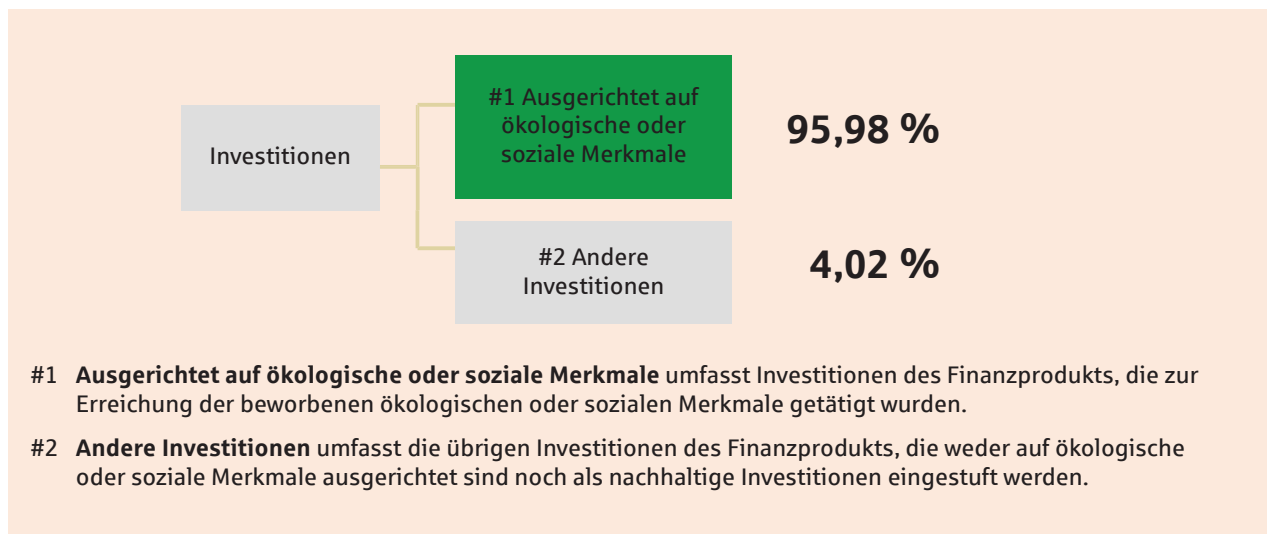 Investitionen
#1 Ausgerichtet auf
ökologische oder
soziale Merkmale
95,98 %
#2 Andere
Investitionen
4,02 %
#1 Ausgerichtet auf ökologische oder soziale Merkmale umfasst Investitionen des Finanzprodukts, die zur
Erreichung der beworbenen ökologischen oder sozialen Merkmale getätigt wurden.
#2 Andere Investitionen umfasst die übrigen Investitionen des Finanzprodukts, die weder auf ökologische
oder soziale Merkmale ausgerichtet sind noch als nachhaltige Investitionen eingestuft werden.